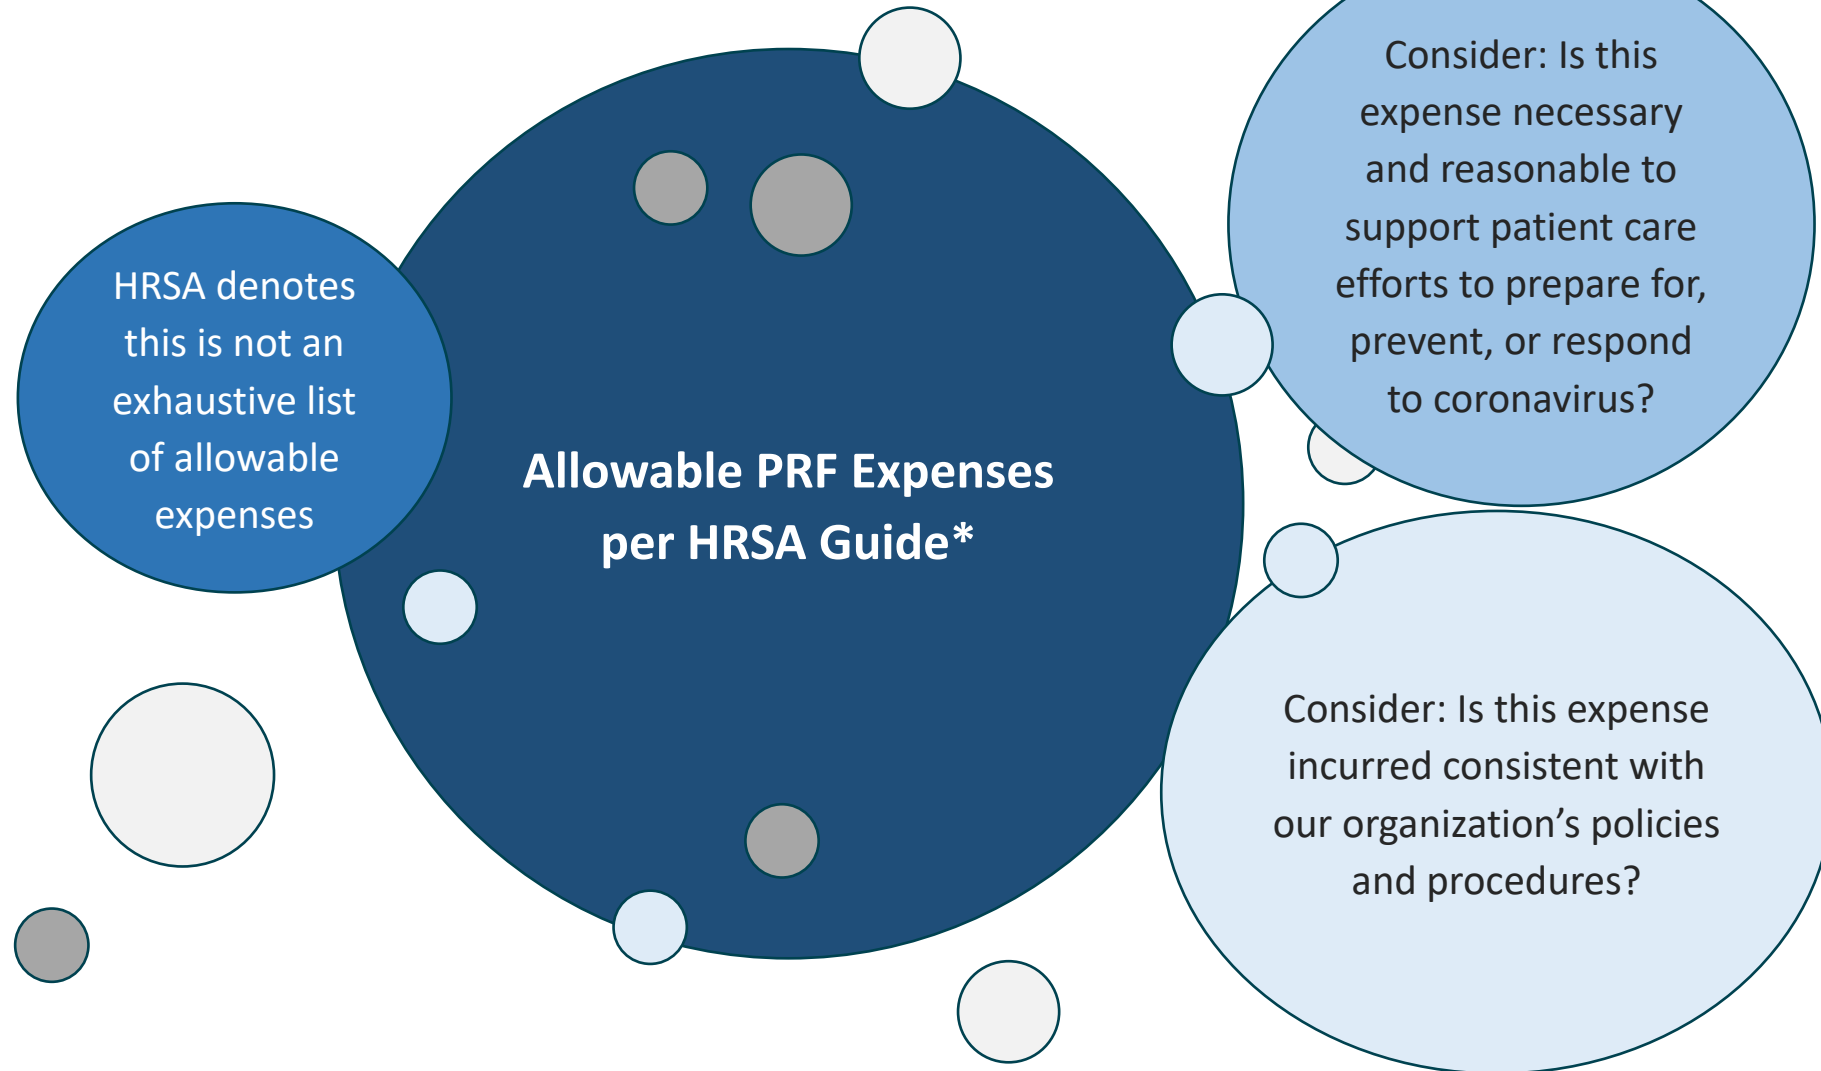 HRSA denotes
this is not an
exhaustive list
of allowable
expenses
Allowable PRF Expenses
per HRSA Guide*
Consider: Is this
expense necessary
and reasonable to
support patient care
efforts to prepare for,
prevent, or respond
to coronavirus?
Consider: Is this expense
incurred consistent with
our organization’s policies
and procedures?